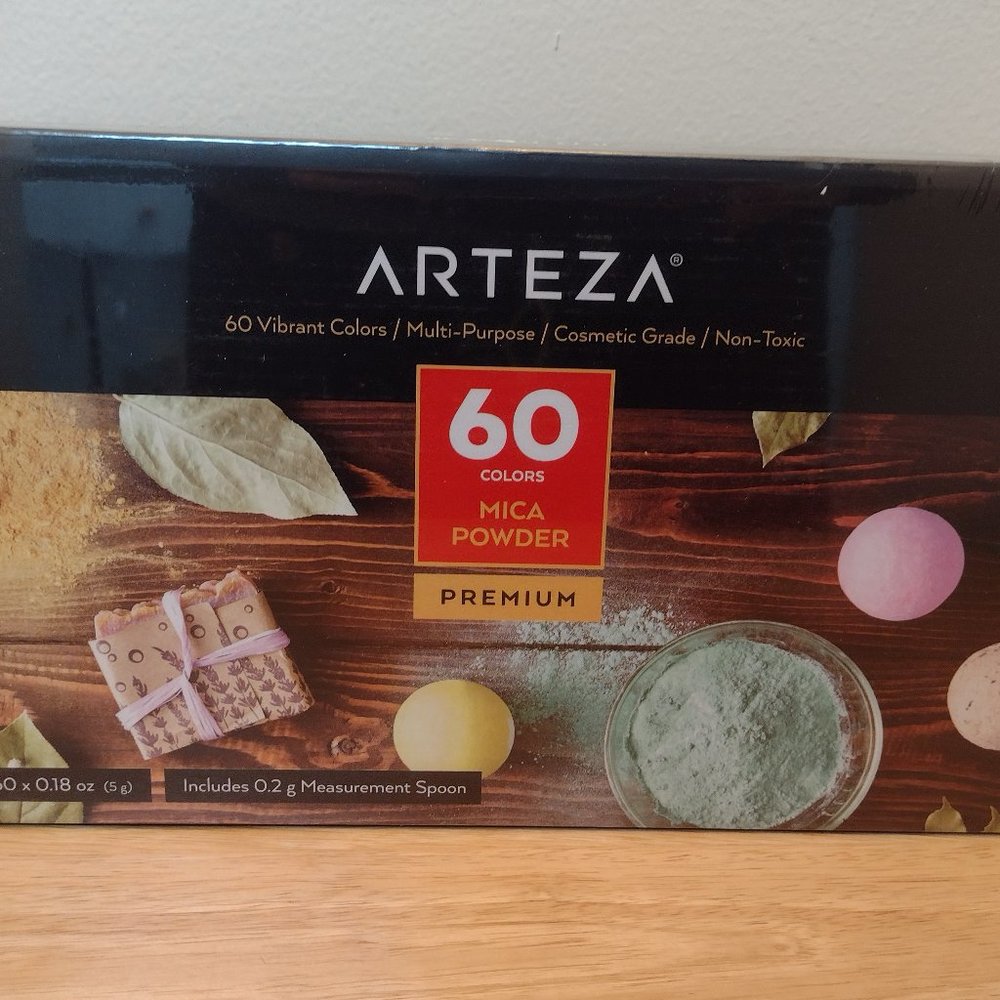 ARTEZA®
60 Vibrant Colors / Multi-Purpose / Cosmetic Grade / Non-Toxic
60
COLORS
MICA
POWDER
PREMIUM
60 x 0.18 oz (5 g)
Includes 0.2 g Measurement Spoon